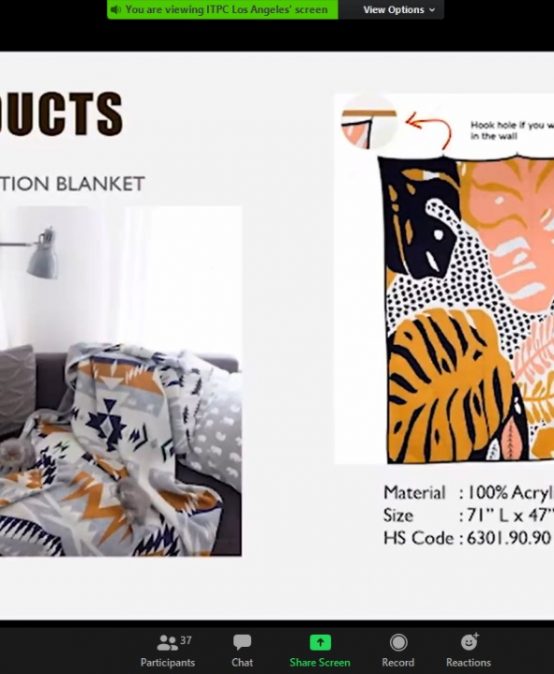 You are viewing ITPC Los Angeles' screen
View Options
DUCTS
TION BLANKET
Hook hole if you w
in the wall
Material : 100% Acryli
Size : 71" L x 47"
HS Code : 6301.90.90
37
Participants
Chat
Share Screen
Record
Reactions